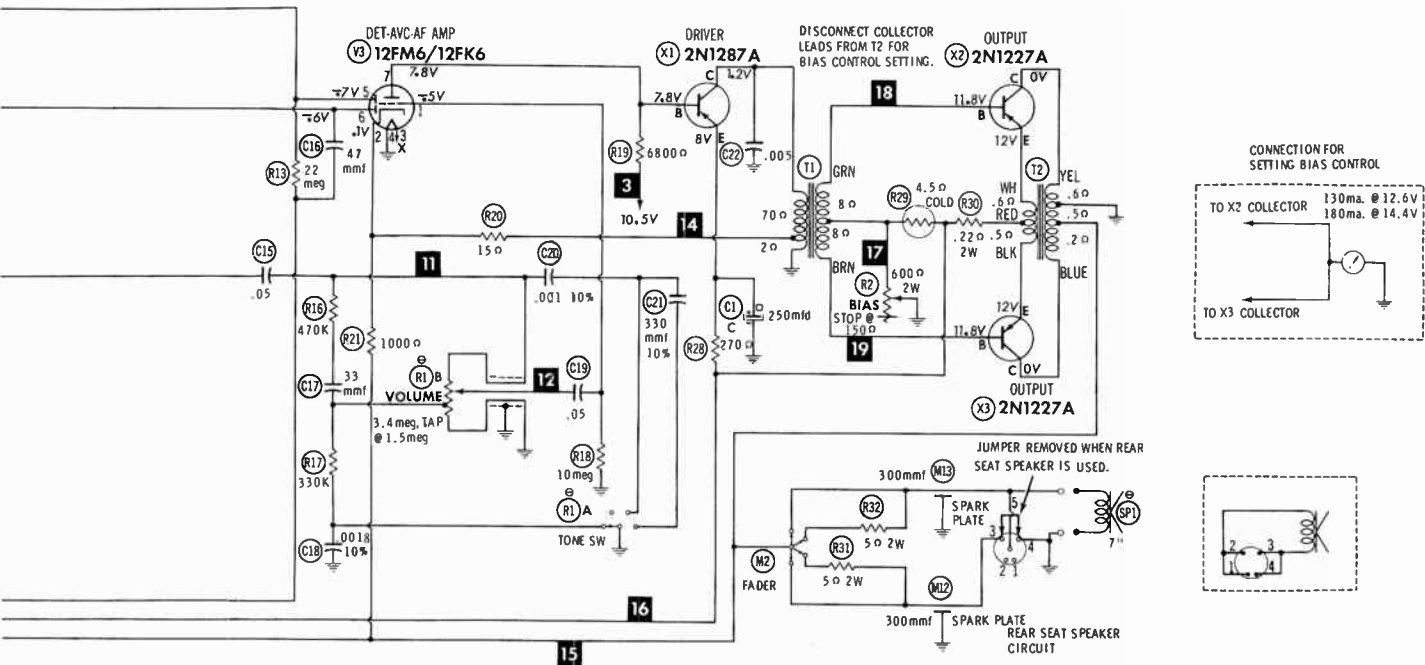 DET-AVC-AF AMP
V3 12FM6/12FK6
7
7.8V
-.7V 5
-.5V
1
-.6V
6
.1V
2 4+3
X
C16
47
mmf
R13
22
meg
DRIVER
X1 2N1287A
C
1.2V
7.8V
B
8V
E
R19
6800Ω
3
10.5V
C22
.005
DISCONNECT COLLECTOR
LEADS FROM T2 FOR
BIAS CONTROL SETTING.
OUTPUT
X2 2N1227A
C
0V
11.8V
B
12V
E
18
T1
GRN
8Ω
70Ω
2Ω
8Ω
BRN
R29
4.5Ω
COLD
R30
.22Ω
2W
WH
.6Ω
RED
.5Ω
BLK
T2
YEL
.6Ω
.5Ω
.2Ω
BLUE
17
600Ω
2W
R2
BIAS
STOP @
150Ω
19
12V
E
11.8V
B
C
0V
OUTPUT
X3 2N1227A
R20
15Ω
14
C15
.05
11
C20
.001 10%
R16
470K
R21
1000Ω
C21
330
mmf
10%
C1
C
250mfd
R28
270Ω
C17
33
mmf
R1 B
VOLUME
3.4meg, TAP
@ 1.5meg
12
C19
.05
R17
330K
R18
10meg
R1 A
TONE SW
C18
.0018
10%
16
15
M2
FADER
R32
5Ω 2W
R31
5Ω 2W
300mmf M13
SPARK
PLATE
M12
300mmf
SPARK PLATE
JUMPER REMOVED WHEN REAR
SEAT SPEAKER IS USED.
5
3
4
2 1
SP1
7"
REAR SEAT SPEAKER
CIRCUIT
CONNECTION FOR
SETTING BIAS CONTROL
130ma. @ 12.6V
180ma. @ 14.4V
TO X2 COLLECTOR
TO X3 COLLECTOR
2 3
1 4